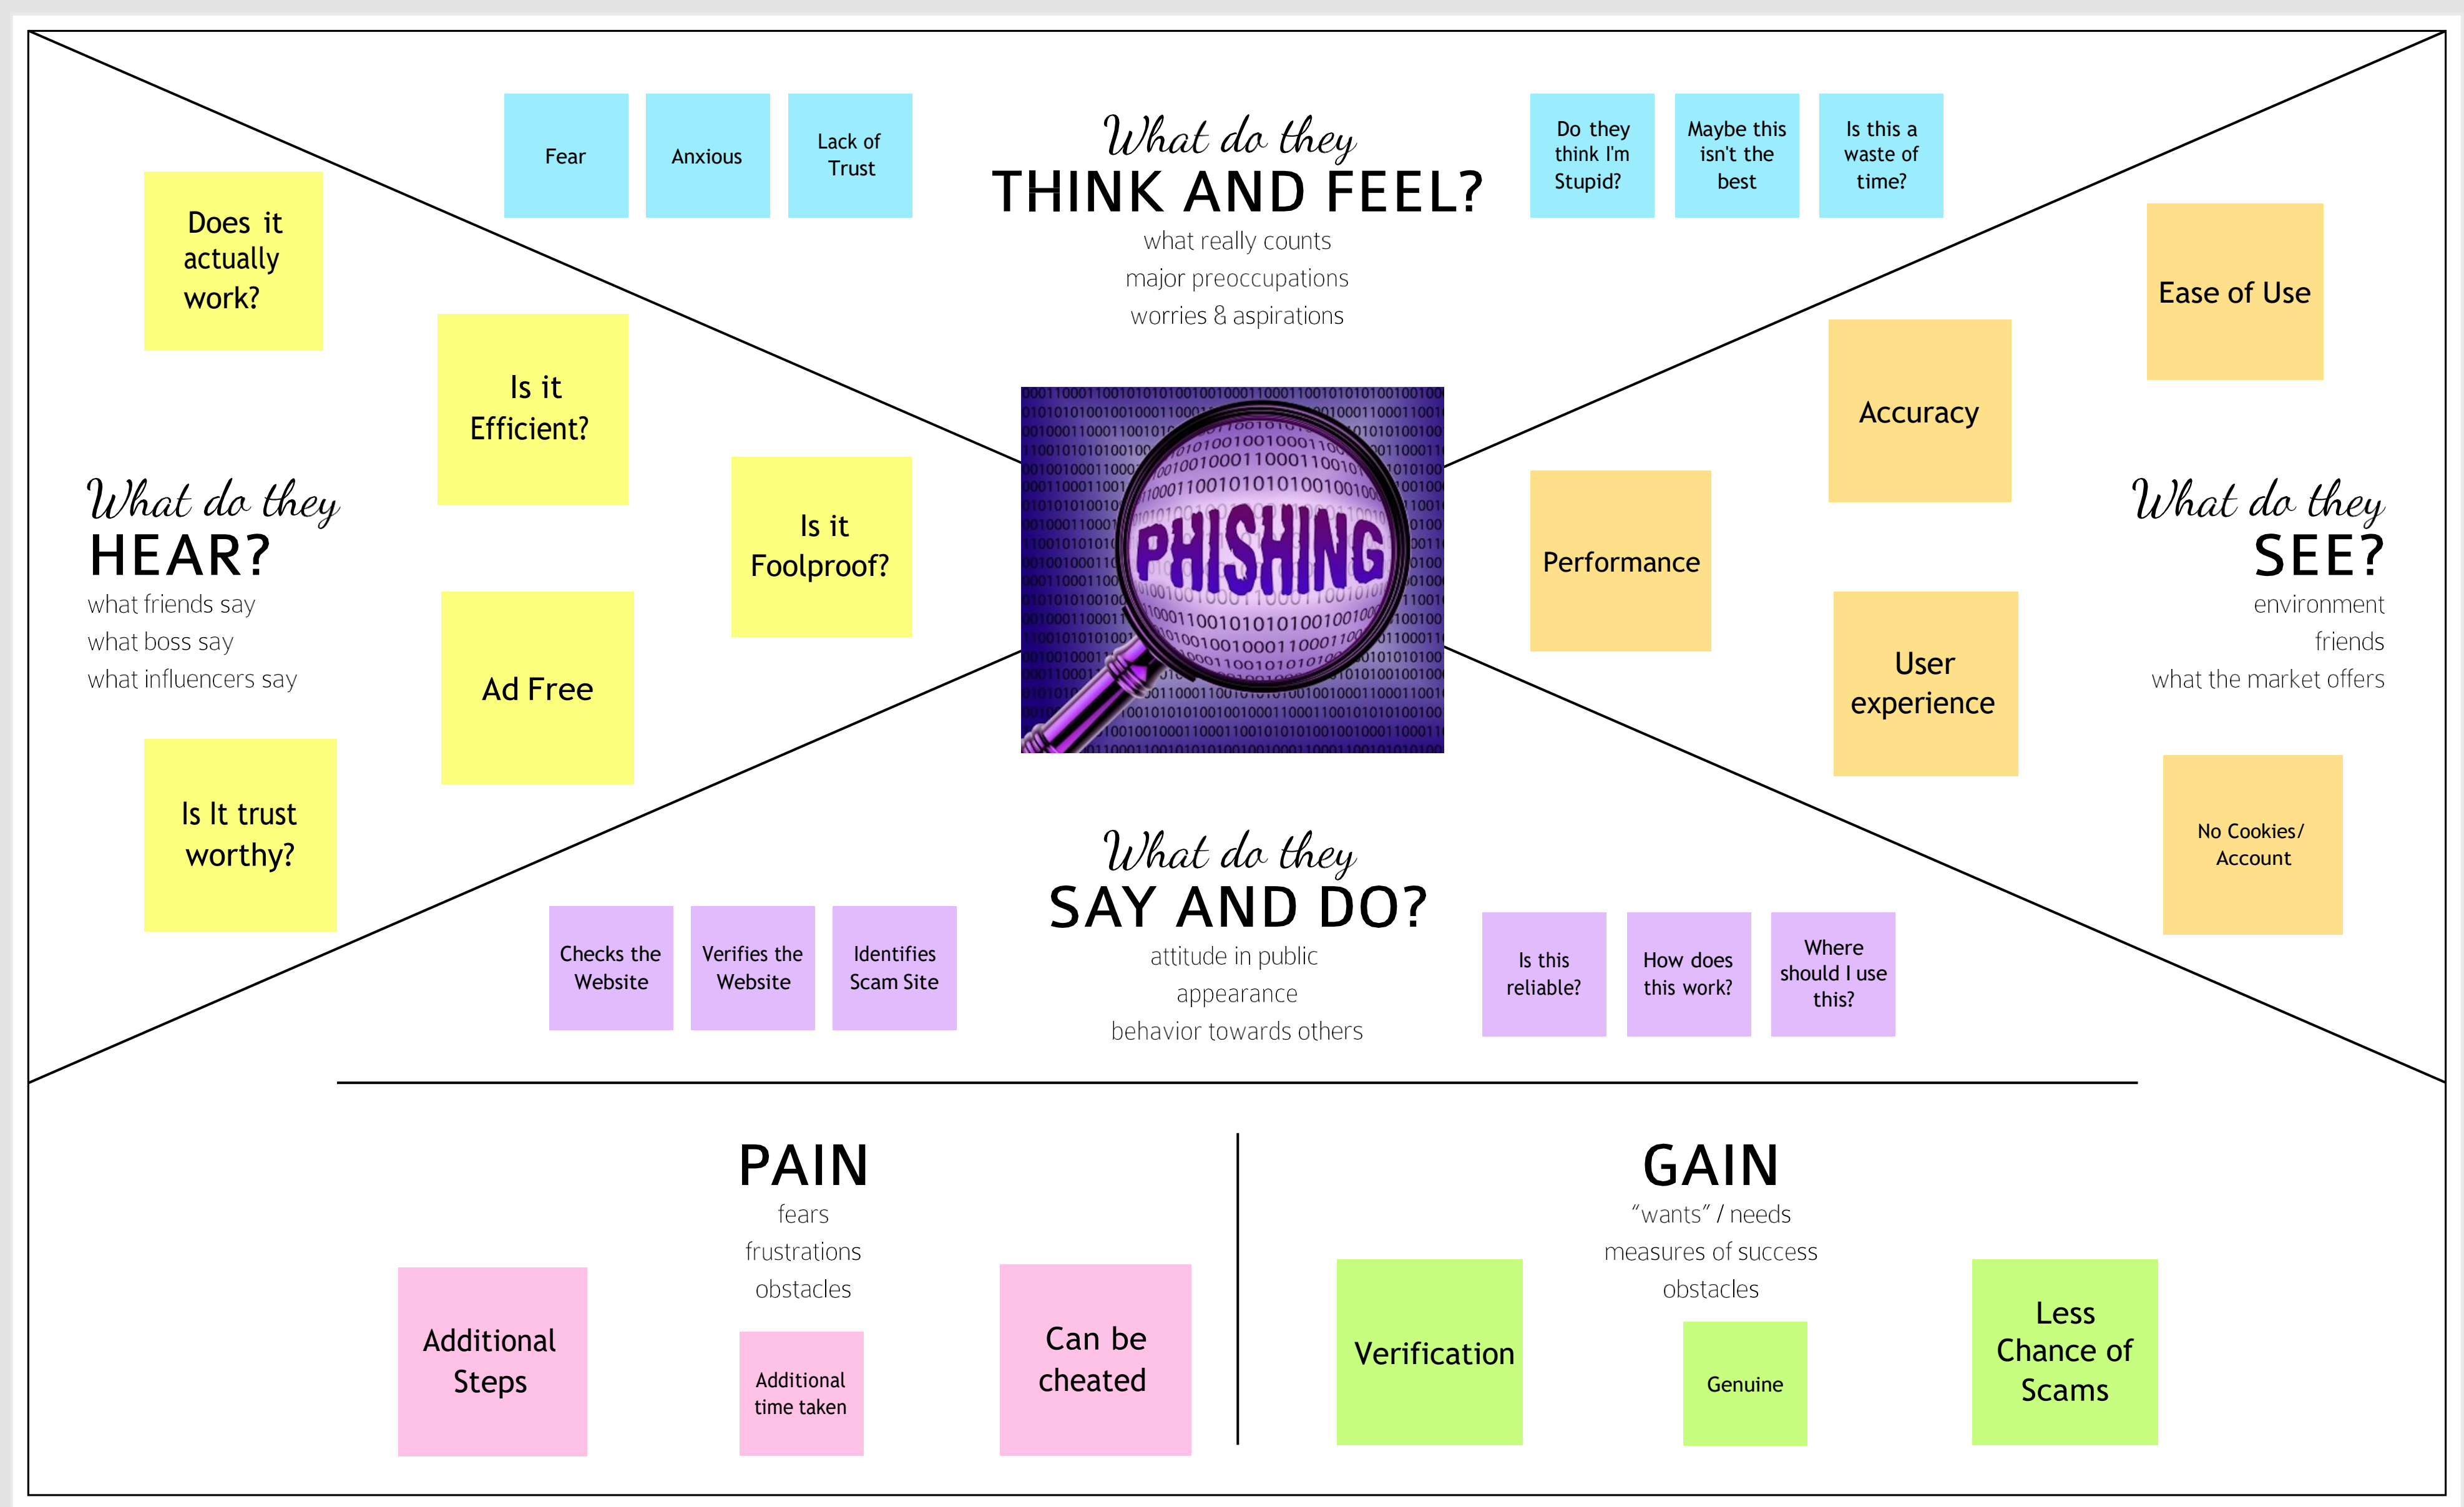 What do they
THINK AND FEEL?
what really counts
major preoccupations
worries & aspirations
Fear
Anxious
Lack of
Trust
Do they
think I'm
Stupid?
Maybe this
isn't the
best
Is this a
waste of
time?
What do they
HEAR?
what friends say
what boss say
what influencers say
Does it
actually
work?
Is it
Efficient?
Is it
Foolproof?
Ad Free
Is It trust
worthy?
PHISHING
What do they
SEE?
environment
friends
what the market offers
Ease of Use
Accuracy
Performance
User
experience
No Cookies/
Account
What do they
SAY AND DO?
attitude in public
appearance
behavior towards others
Checks the
Website
Verifies the
Website
Identifies
Scam Site
Is this
reliable?
How does
this work?
Where
should I use
this?
PAIN
fears
frustrations
obstacles
Additional
Steps
Additional
time taken
Can be
cheated
GAIN
“wants” / needs
measures of success
obstacles
Verification
Genuine
Less
Chance of
Scams